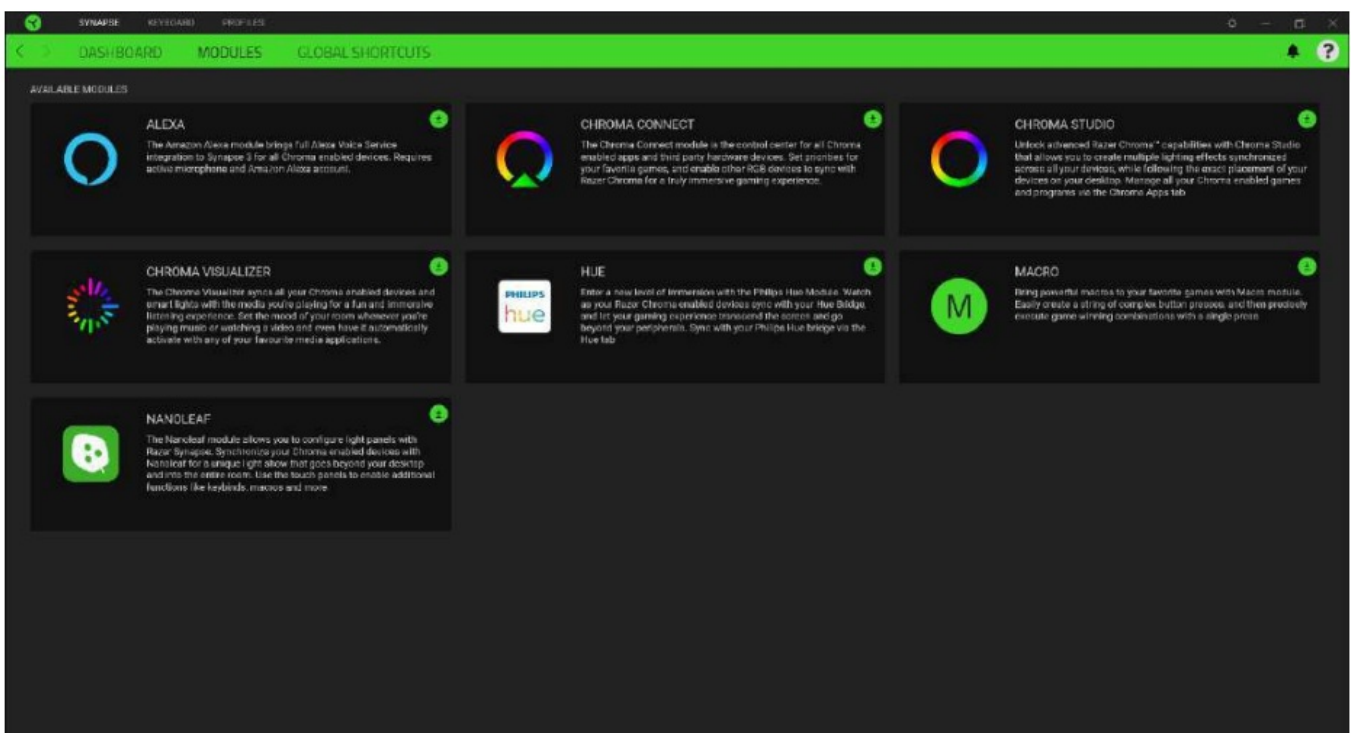 SYNAPSE KEYBOARD PROFILES
DASHBOARD MODULES GLOBAL SHORTCUTS
?
AVAILABLE MODULES
ALEXA
The Amazon Alexa module brings full Alexa Voice Service
integration to Synapse 3 for all Chroma enabled devices. Requires
active microphone and Amazon Alexa account.
CHROMA CONNECT
The Chroma Connect module is the control center for all Chroma
enabled apps and third party hardware devices. Set priorities for
your favorite games, and enable other RGB devices to sync with
Razer Chroma for a truly immersive gaming experience.
CHROMA STUDIO
Unlock advanced Razer Chroma™ capabilities with Chroma Studio
that allows you to create multiple lighting effects synchronized
across all your devices, while following the exact placement of your
devices on your desktop. Manage all your Chroma enabled games
and programs via the Chroma Apps tab
CHROMA VISUALIZER
The Chroma Visualizer syncs all your Chroma enabled devices and
smart lights with the media you're playing for a fun and immersive
listening experience. Set the mood of your room whenever you're
playing music or watching a video and even have it automatically
activate with any of your favourite media applications.
PHILIPS
hue
HUE
Enter a new level of immersion with the Philips Hue Module. Watch
as your Razer Chroma enabled devices sync with your Hue Bridge,
and let your gaming experience transcend the screen and go
beyond your peripherals. Sync with your Philips Hue bridge via the
Hue tab
M
MACRO
Bring powerful macros to your favorite games with Macro module.
Easily create a string of complex button presses, and then precisely
execute game winning combinations with a single press
NANOLEAF
The Nanoleaf module allows you to configure light panels with
Razer Synapse. Synchronize your Chroma enabled devices with
Nanoleaf for a unique light show that goes beyond your desktop
and into the entire room. Use the touch panels to enable additional
functions like keybinds, macros and more